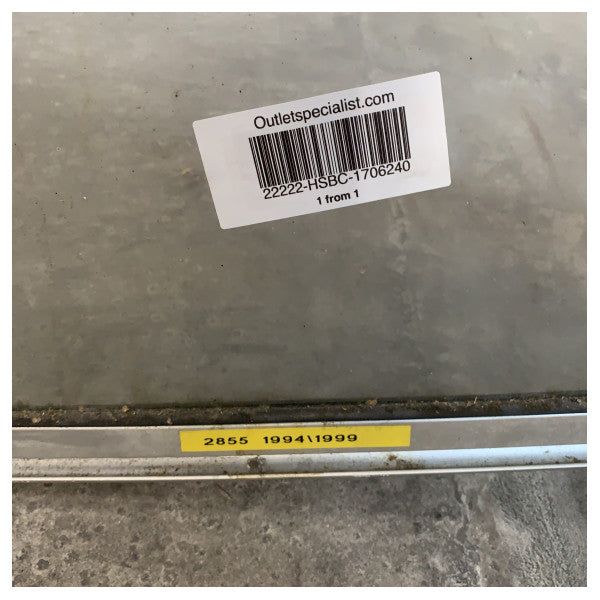 Outletspecialist.com
22222-HSBC-1706240
1 from 1
2855 1994\1999